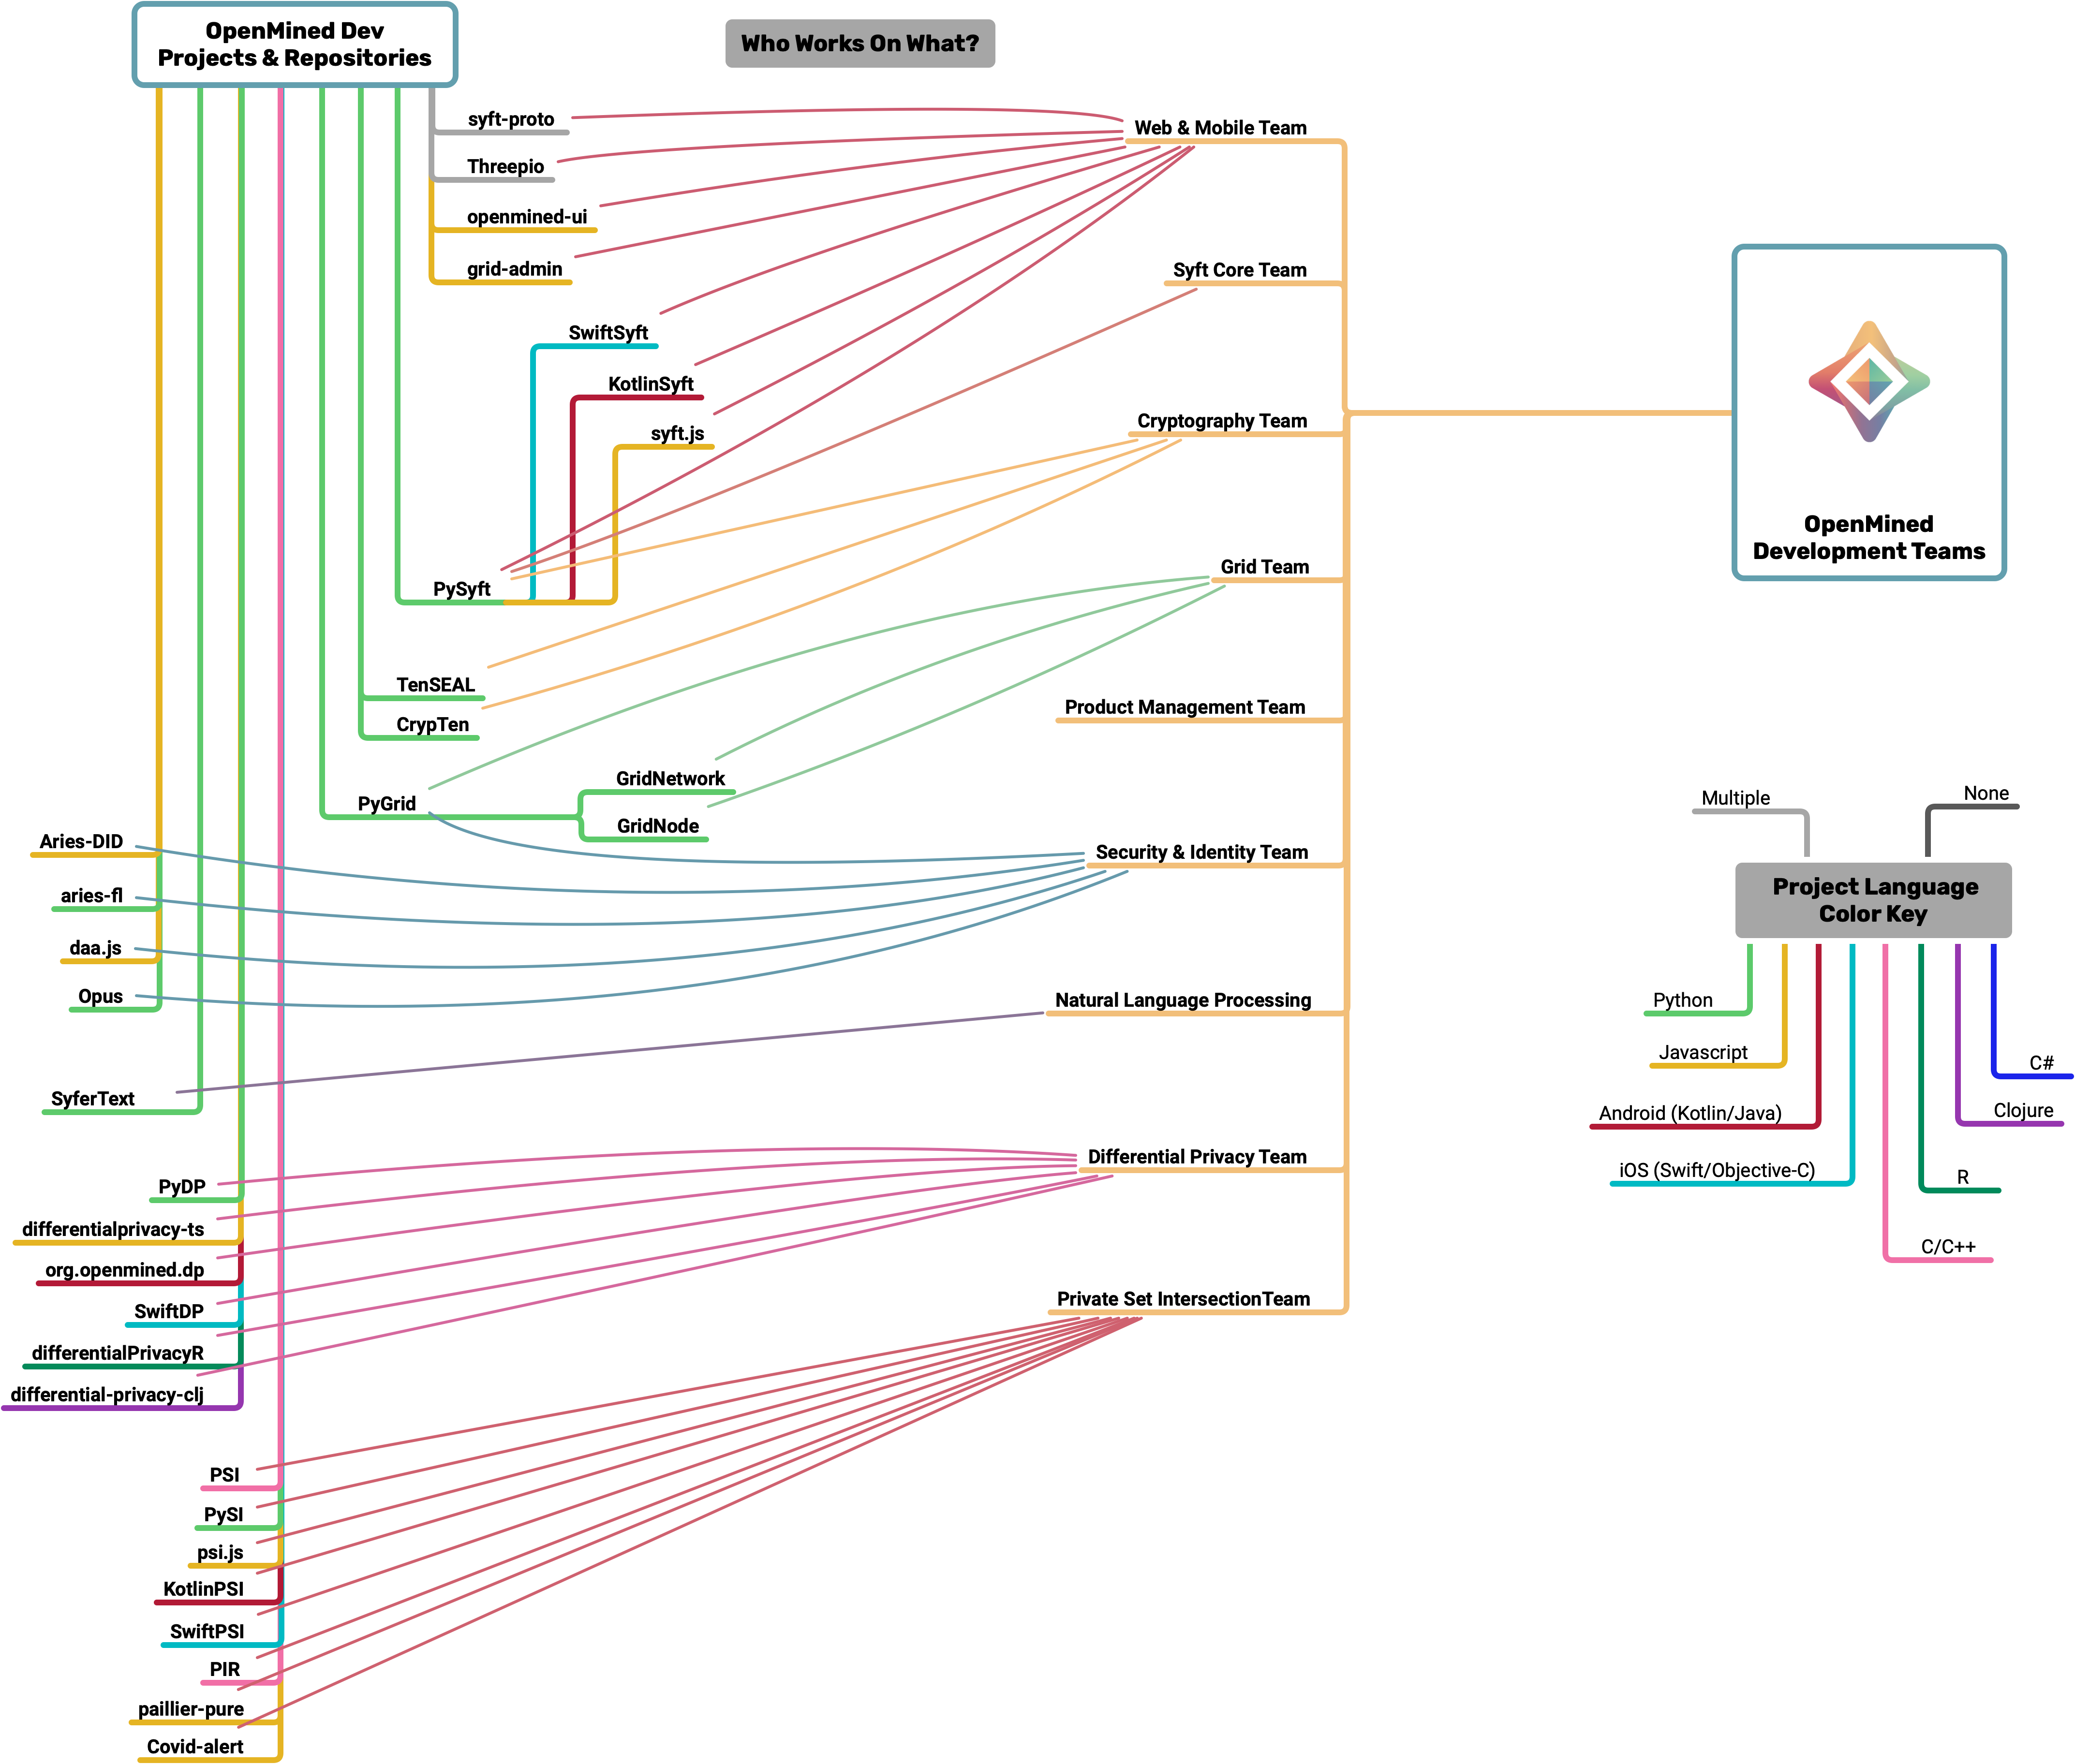 OpenMined Dev
Projects & Repositories
Who Works On What?
syft-proto
Threepio
openmined-ui
grid-admin
SwiftSyft
KotlinSyft
syft.js
PySyft
TenSEAL
CrypTen
PyGrid
GridNetwork
GridNode
Aries-DID
aries-fl
daa.js
Opus
SyferText
PyDP
differentialprivacy-ts
org.openmined.dp
SwiftDP
differentialPrivacyR
differential-privacy-clj
PSI
PySI
psi.js
KotlinPSI
SwiftPSI
PIR
paillier-pure
Covid-alert
Web & Mobile Team
Syft Core Team
Cryptography Team
Grid Team
Product Management Team
Security & Identity Team
Natural Language Processing
Differential Privacy Team
Private Set IntersectionTeam
OpenMined
Development Teams
Multiple
None
Project Language
Color Key
Python
Javascript
Android (Kotlin/Java)
iOS (Swift/Objective-C)
C#
Clojure
R
C/C++